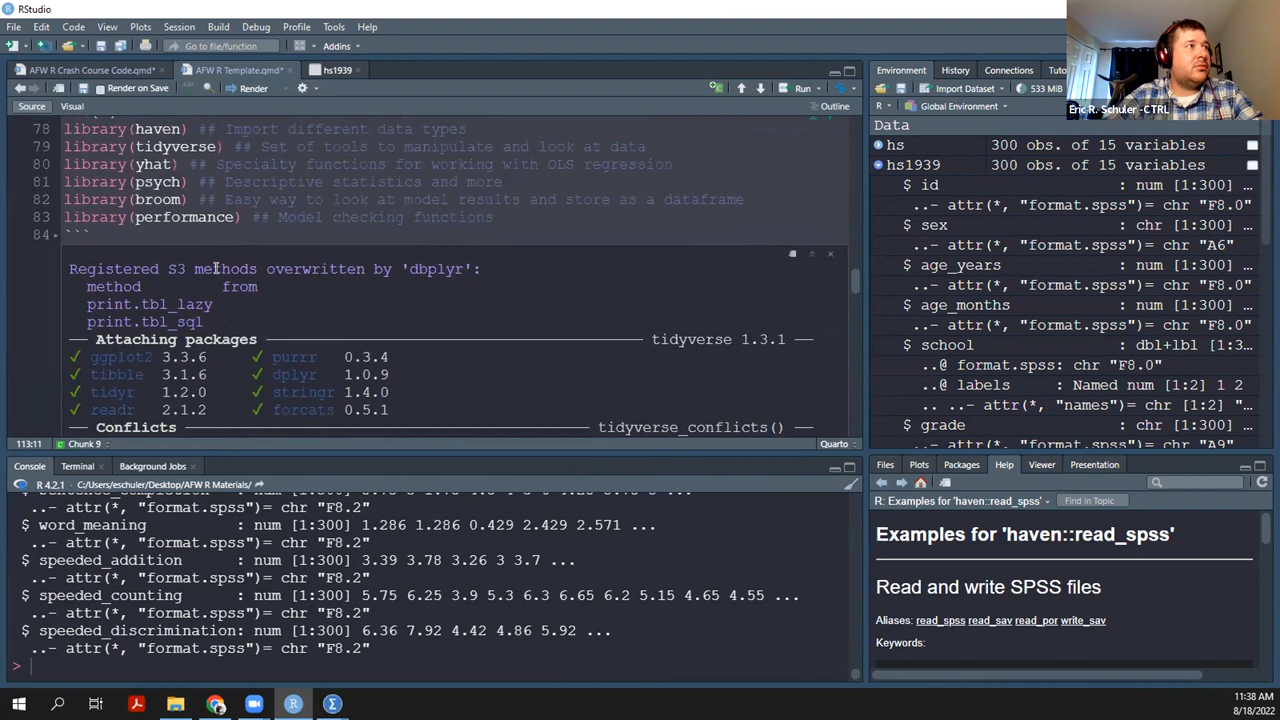 RStudio
File Edit Code View Plots Session Build Debug Profile Tools Help
Go to file/function Addins
AFW R Crash Course Code.qmd* AFW R Template.qmd* hs1939
Render on Save Render Run
Source Visual Outline
78 library(haven) ## Import different data types
79 library(tidyverse) ## Set of tools to manipulate and look at data
80 library(yhat) ## Specialty functions for working with OLS regression
81 library(psych) ## Descriptive statistics and more
82 library(broom) ## Easy way to look at model results and store as a dataframe
83 library(performance) ## Model checking functions
84 ```
Registered S3 methods overwritten by 'dbplyr':
method from
print.tbl_lazy
print.tbl_sql
── Attaching packages ── tidyverse 1.3.1 ──
✓ ggplot2 3.3.6 ✓ purrr 0.3.4
✓ tibble 3.1.6 ✓ dplyr 1.0.9
✓ tidyr 1.2.0 ✓ stringr 1.4.0
✓ readr 2.1.2 ✓ forcats 0.5.1
── Conflicts ── tidyverse_conflicts() ──
113:11 Chunk 9 Quarto
Console Terminal Background Jobs
R 4.2.1 · C:/Users/eschuler/Desktop/AFW R Materials/
..- attr(*, "format.spss")= chr "F8.2"
$ word_meaning : num [1:300] 1.286 1.286 0.429 2.429 2.571 ...
..- attr(*, "format.spss")= chr "F8.2"
$ speeded_addition : num [1:300] 3.39 3.78 3.26 3 3.7 ...
..- attr(*, "format.spss")= chr "F8.2"
$ speeded_counting : num [1:300] 5.75 6.25 3.9 5.3 6.3 6.65 6.2 5.15 4.65 4.55 ...
..- attr(*, "format.spss")= chr "F8.2"
$ speeded_discrimination: num [1:300] 6.36 7.92 4.42 4.86 5.92 ...
..- attr(*, "format.spss")= chr "F8.2"
>
Eric R. Schuler -CTRL
Environment History Connections Tuto
Import Dataset 533 MiB
R Global Environment
Data
hs 300 obs. of 15 variables
hs1939 300 obs. of 15 variables
$ id : num [1:300] ...
..- attr(*, "format.spss")= chr "F8.0"
$ sex : chr [1:300] ...
..- attr(*, "format.spss")= chr "A6"
$ age_years : num [1:300] ...
..- attr(*, "format.spss")= chr "F8.0"
$ age_months : num [1:300] ...
..- attr(*, "format.spss")= chr "F8.0"
$ school : dbl+lbl [1:3...
..@ format.spss: chr "F8.0"
..@ labels : Named num [1:2] 1 2
.. ..- attr(*, "names")= chr [1:2] "...
$ grade : chr [1:300] ...
..- attr(*, "format.spss")= chr "A9"
Files Plots Packages Help Viewer Presentation
R: Examples for 'haven::read_spss' Find in Topic
Examples for 'haven::read_spss'
Read and write SPSS files
Aliases: read_spss read_sav read_por write_sav
Keywords:
11:38 AM
8/18/2022